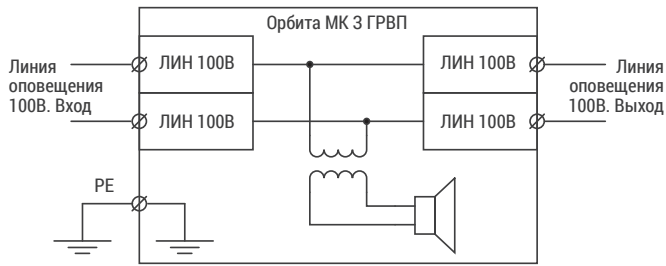 Орбита МК 3 ГРВП
Линия
оповещения
100В. Вход
ЛИН 100В
ЛИН 100В
ЛИН 100В
ЛИН 100В
Линия
оповещения
100В. Выход
PE